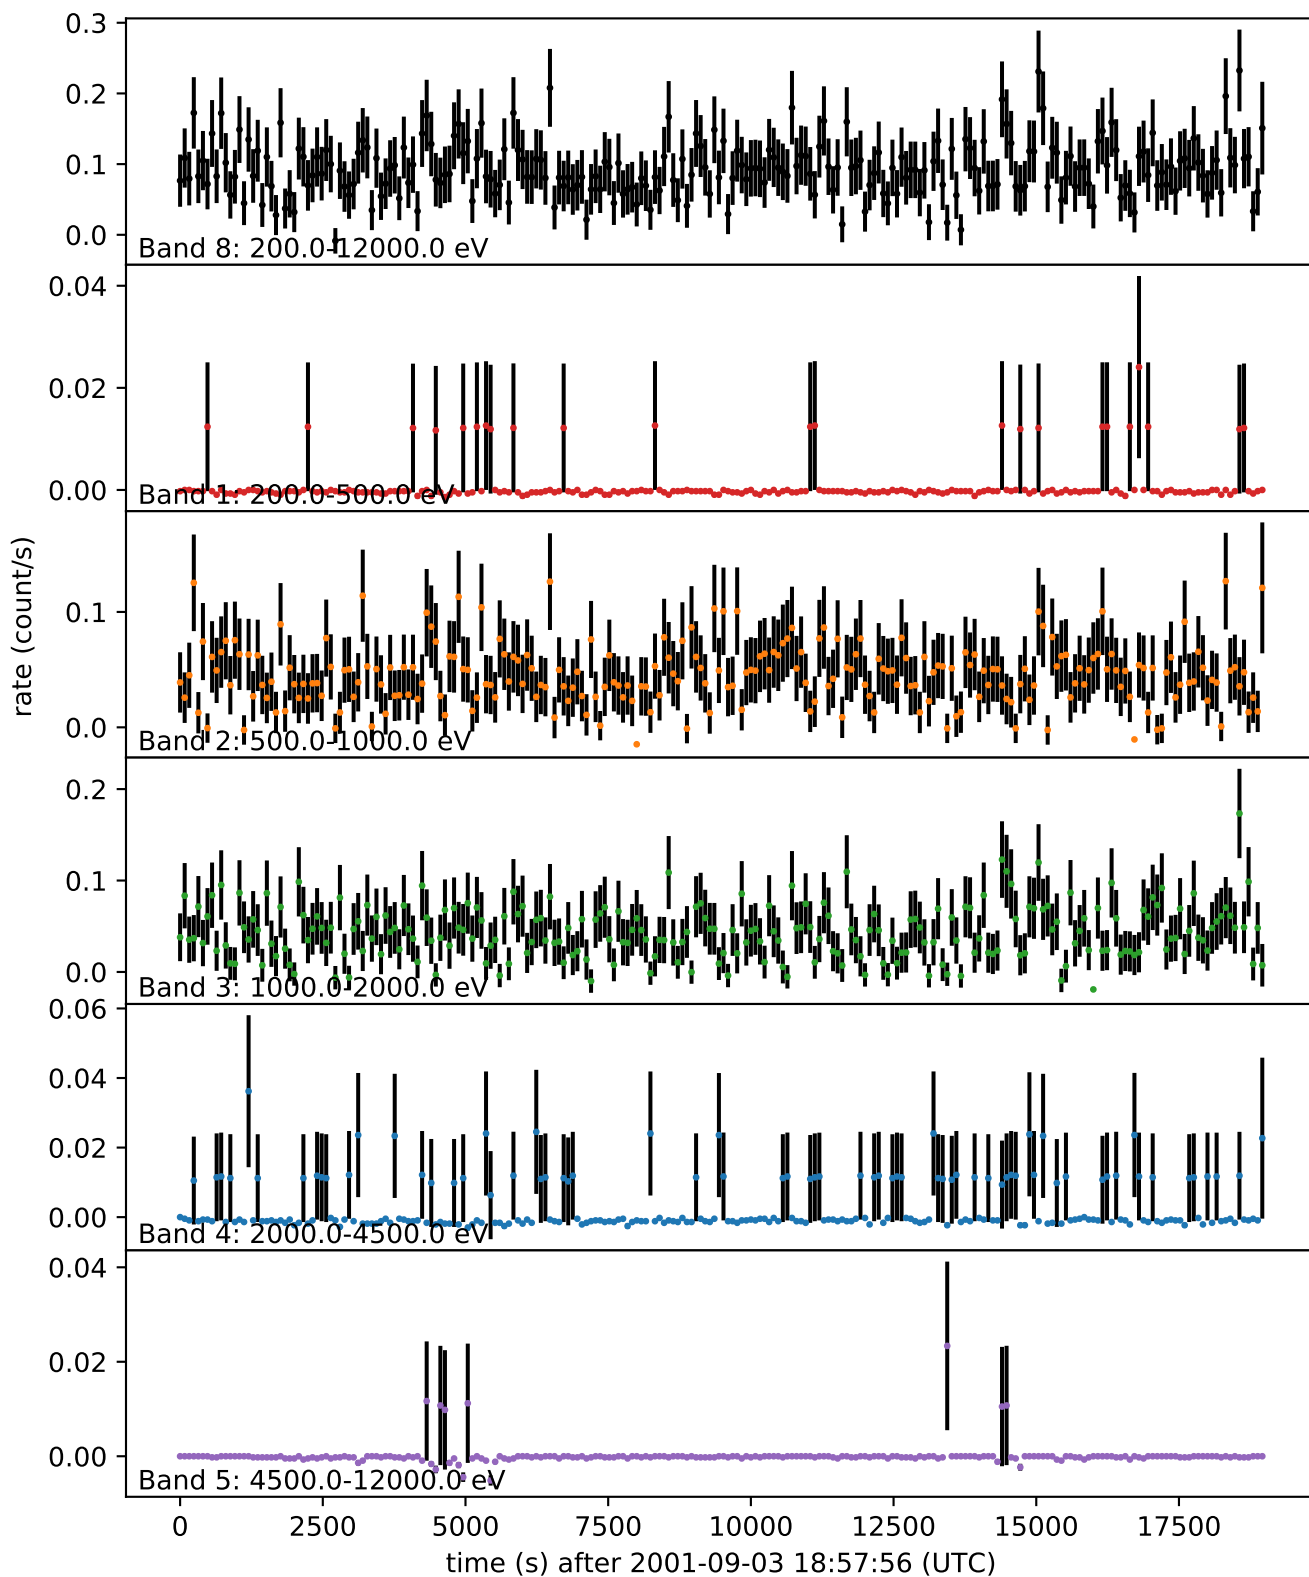 0.3
0.2
0.1
0.0
Band 8: 200.0-12000.0 eV
0.04
0.02
0.00
Band 1: 200.0-500.0 eV
rate (count/s)
0.1
0.0
Band 2: 500.0-1000.0 eV
0.2
0.1
0.0
Band 3: 1000.0-2000.0 eV
0.06
0.04
0.02
0.00
Band 4: 2000.0-4500.0 eV
0.04
0.02
0.00
Band 5: 4500.0-12000.0 eV
0 2500 5000 7500 10000 12500 15000 17500
time (s) after 2001-09-03 18:57:56 (UTC)